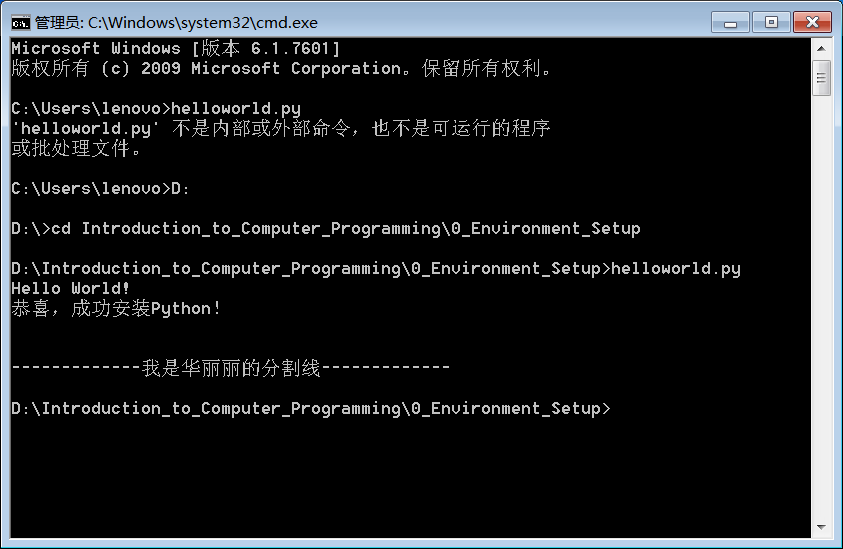 管理员: C:\Windows\system32\cmd.exe
Microsoft Windows [版本 6.1.7601]
版权所有 (c) 2009 Microsoft Corporation。保留所有权利。
C:\Users\lenovo>helloworld.py
'helloworld.py' 不是内部或外部命令，也不是可运行的程序
或批处理文件。
C:\Users\lenovo>D:
D:\>cd Introduction_to_Computer_Programming\0_Environment_Setup
D:\Introduction_to_Computer_Programming\0_Environment_Setup>helloworld.py
Hello World!
恭喜，成功安装Python!
-------------我是华丽丽的分割线-------------
D:\Introduction_to_Computer_Programming\0_Environment_Setup>